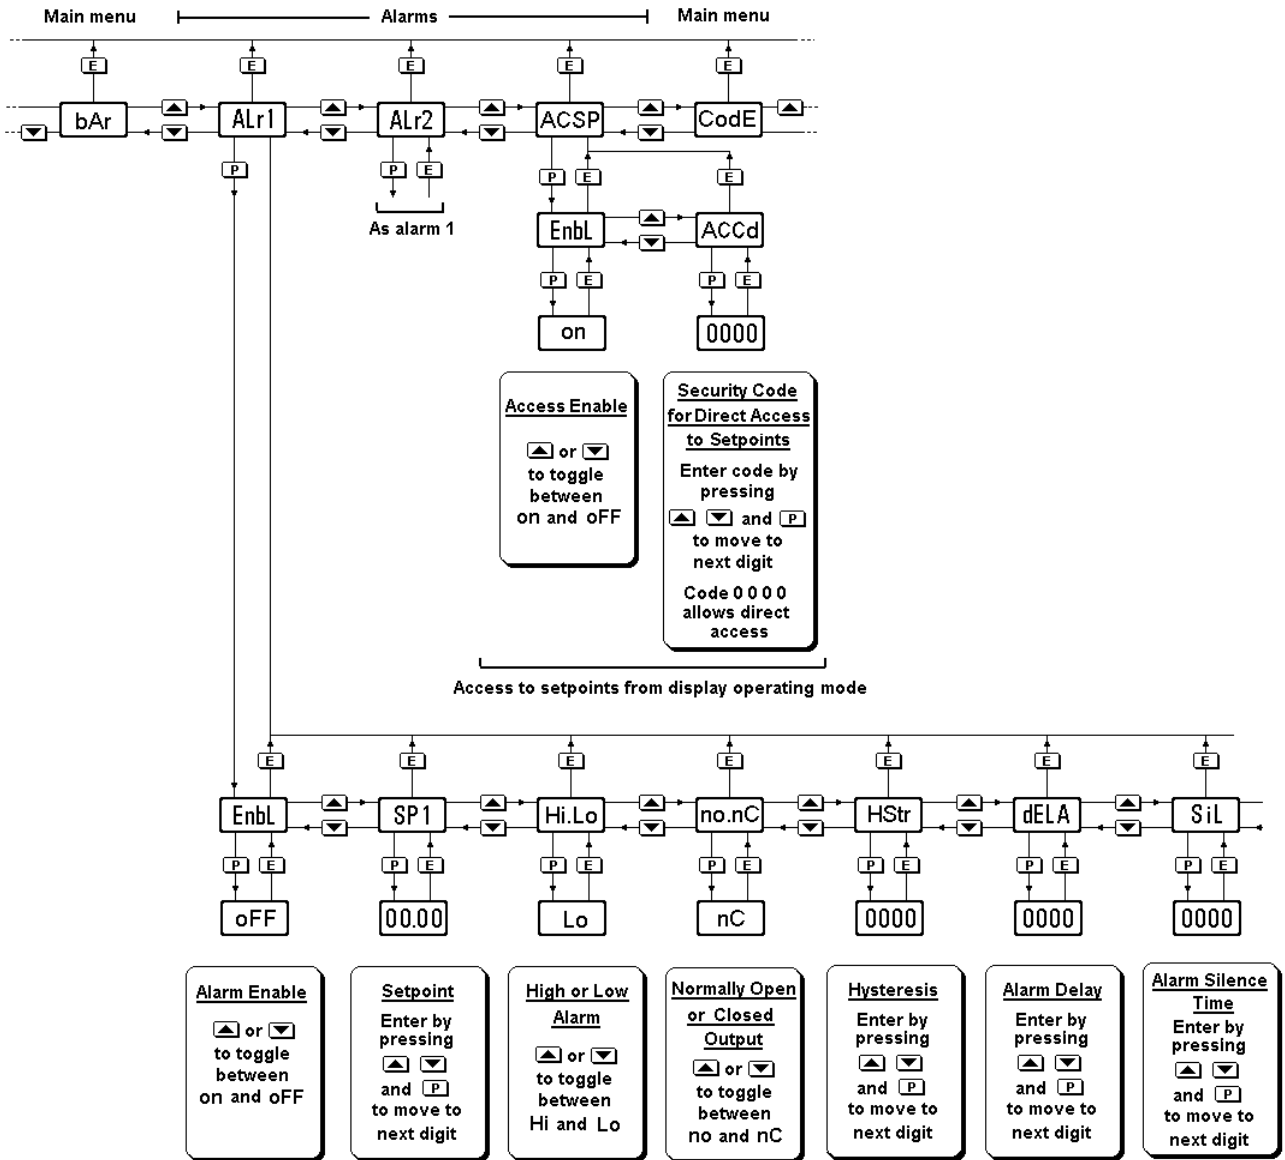 Main menu Alarms Main menu
E E E E E
bAr ALr1 ALr2 ACSP CodE
P P E P E E
As alarm 1
EnbL ACCd
P E P E
on 0000
Access Enable
or
to toggle
between
on and oFF
Security Code
for Direct Access
to Setpoints
Enter code by
pressing
and P
to move to
next digit
Code 0 0 0 0
allows direct
access
Access to setpoints from display operating mode
E E E E E E E
EnbL SP1 Hi.Lo no.nC HStr dELA SiL
P E P E P E P E P E P E P E
oFF 00.00 Lo nC 0000 0000 0000
Alarm Enable
or
to toggle
between
on and oFF
Setpoint
Enter by
pressing
and P
to move to
next digit
High or Low
Alarm
or
to toggle
between
Hi and Lo
Normally Open
or Closed
Output
or
to toggle
between
no and nC
Hysteresis
Enter by
pressing
and P
to move to
next digit
Alarm Delay
Enter by
pressing
and P
to move to
next digit
Alarm Silence
Time
Enter by
pressing
and P
to move to
next digit